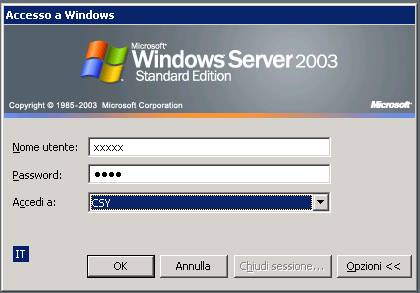 Accesso a Windows
Microsoft
Windows Server 2003
Standard Edition
Copyright © 1985-2003 Microsoft Corporation Microsoft
Nome utente: xxxxx
Password: ●●●●
Accedi a: CSY
IT
OK Annulla Chiudi sessione... Opzioni <<